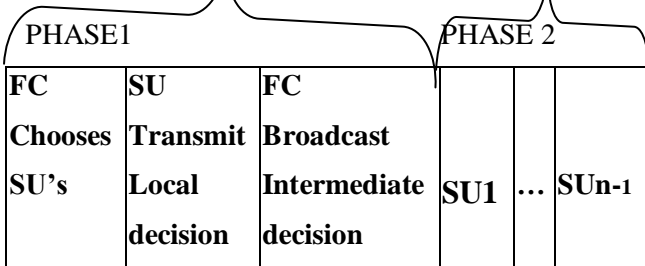 PHASE1
PHASE 2
FC
Chooses
SU's
SU
Transmit
Local
decision
FC
Broadcast
Intermediate
decision
SU1
...
SUn-1